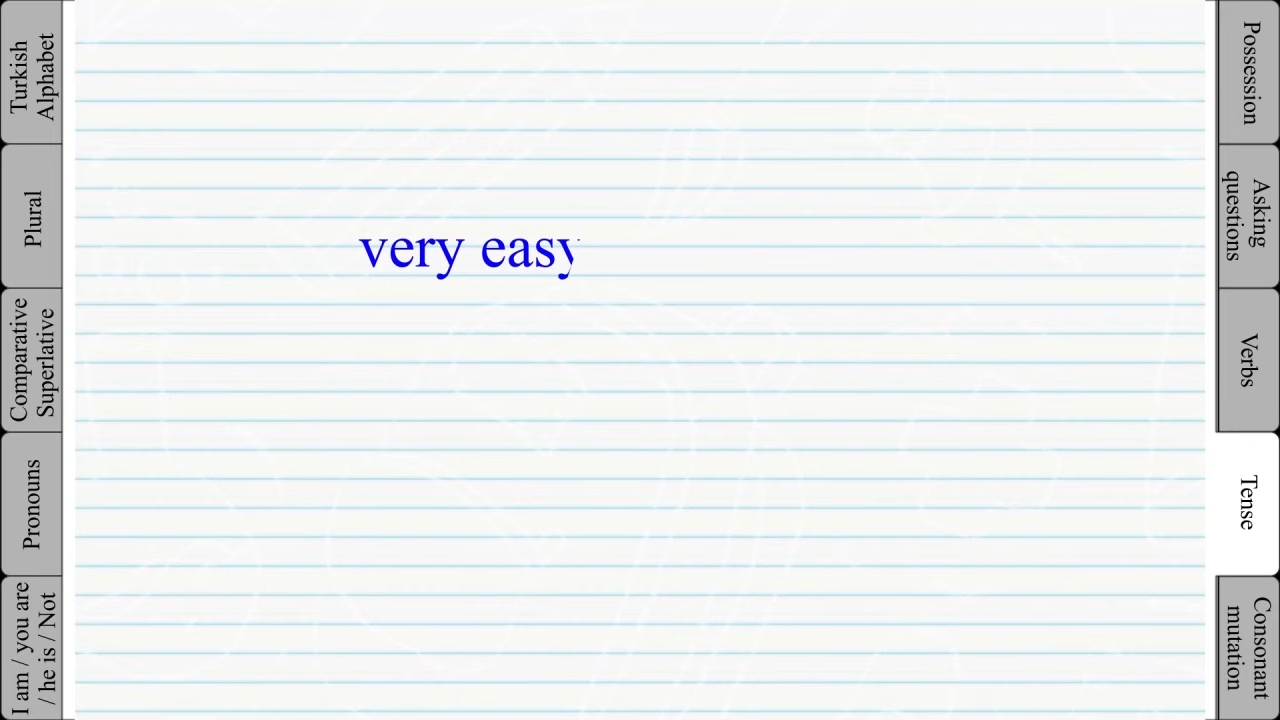 Turkish
Alphabet
Plural
Comparative
Superlative
Pronouns
I am / you are
/ he is / Not
very easy
Possession
Asking
questions
Verbs
Tense
Consonant
mutation